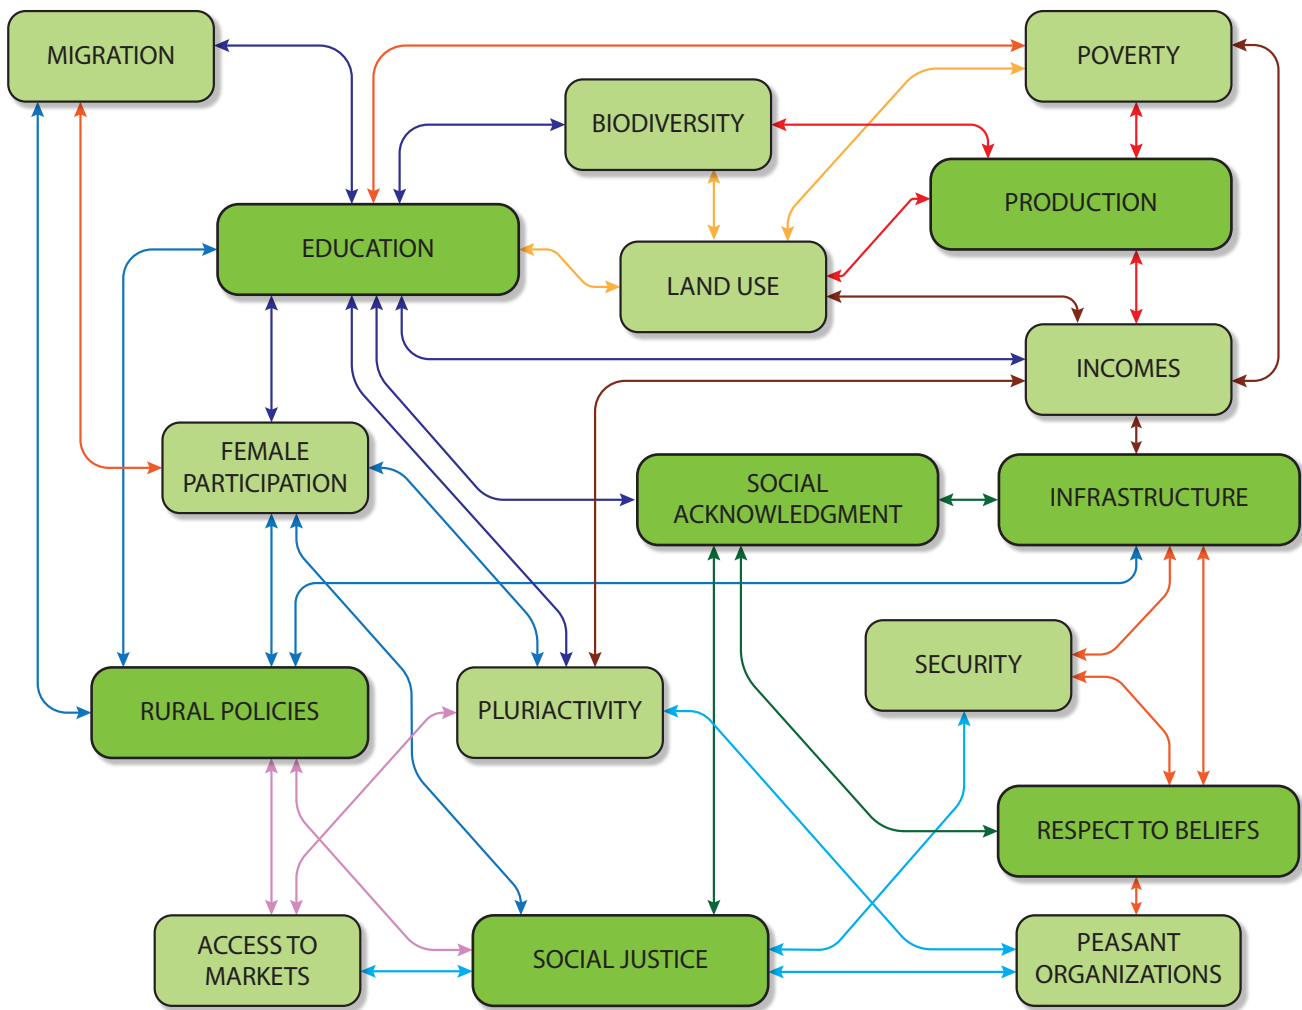 MIGRATION
POVERTY
BIODIVERSITY
PRODUCTION
EDUCATION
LAND USE
INCOMES
FEMALE
PARTICIPATION
SOCIAL
ACKNOWLEDGMENT
INFRASTRUCTURE
SECURITY
RURAL POLICIES
PLURIACTIVITY
RESPECT TO BELIEFS
ACCESS TO
MARKETS
SOCIAL JUSTICE
PEASANT
ORGANIZATIONS